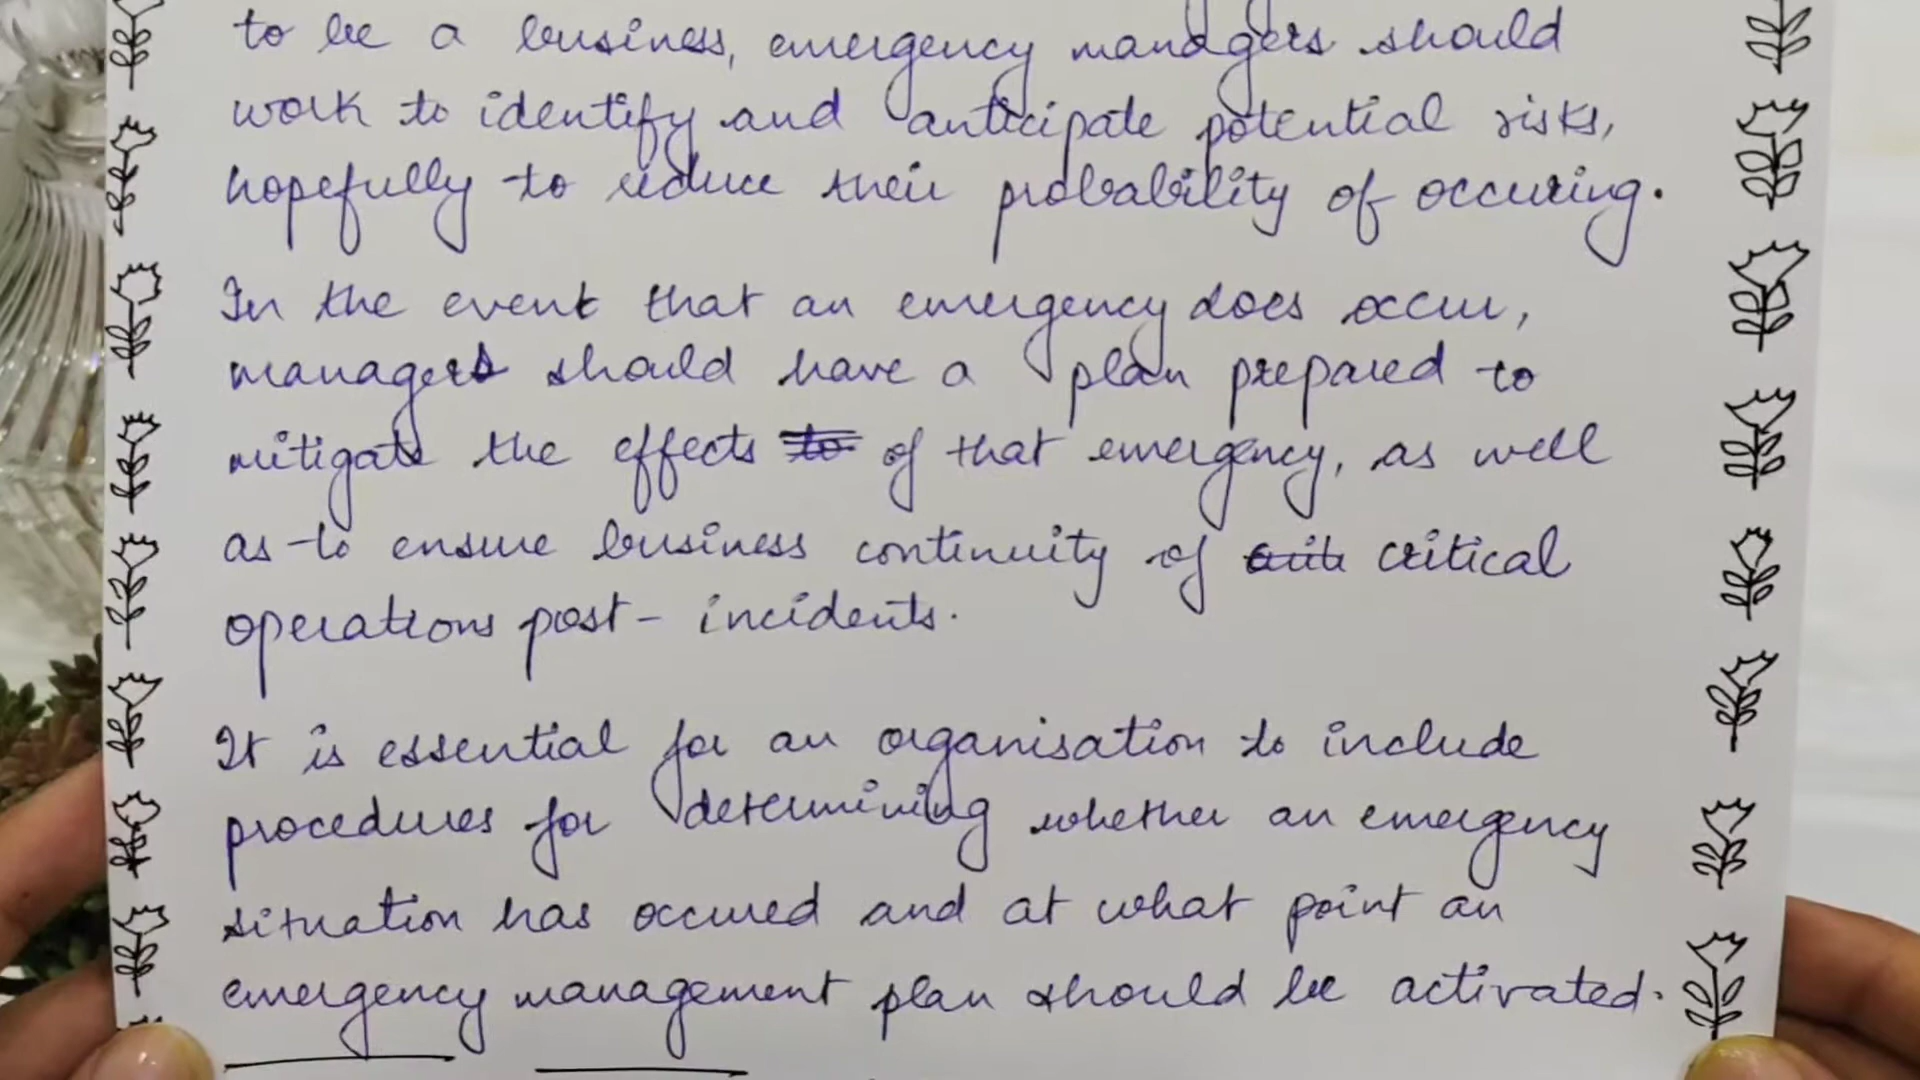 to be a business, emergency managers should
work to identify and anticipate potential risks,
hopefully to reduce their probability of occuring.
In the event that an emergency does occur,
managers should have a plan prepared to
mitigate the effects to of that emergency, as well
as to ensure business continuity of crit critical
operations post- incidents.
It is essential for an organisation to include
procedures for determining whether an emergency
situation has occured and at what point an
emergency management plan should be activated.